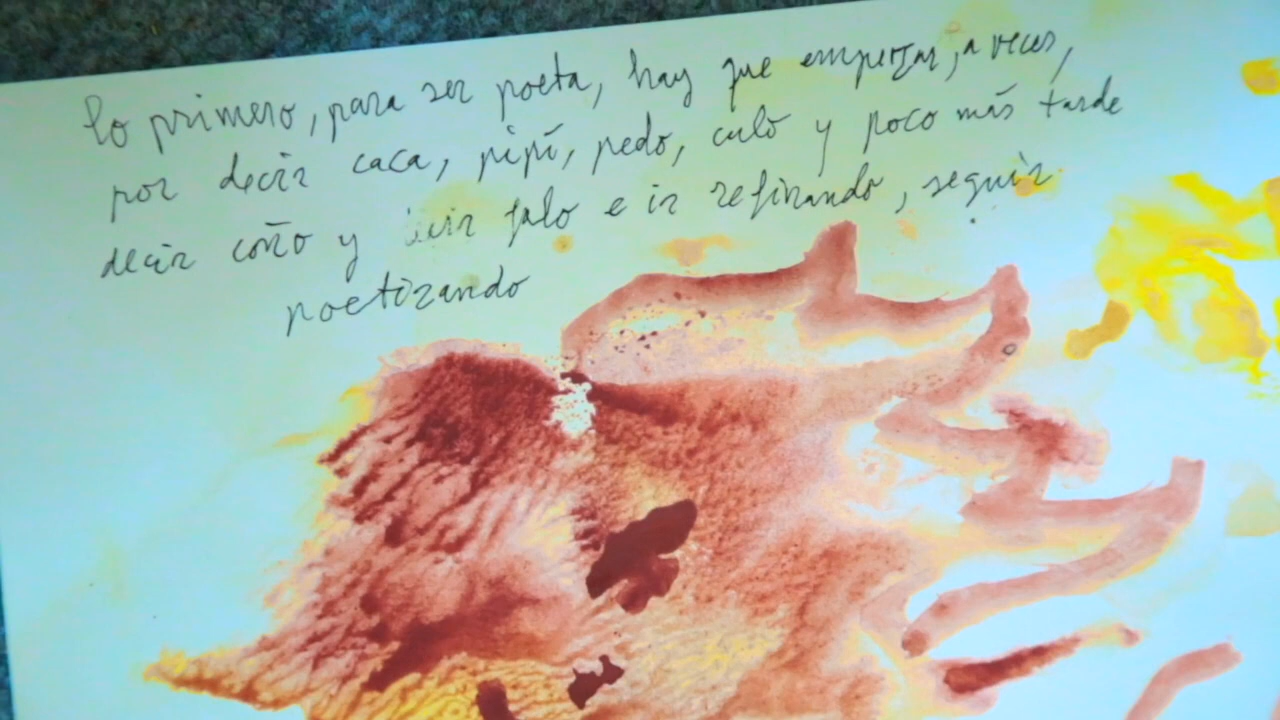 lo primero, para ser poeta, hay que empezar, a veces,
por decir caca, pipí, pedo, culo y poco más tarde
decir coño y decir falo e ir refinando, seguir
poetizando